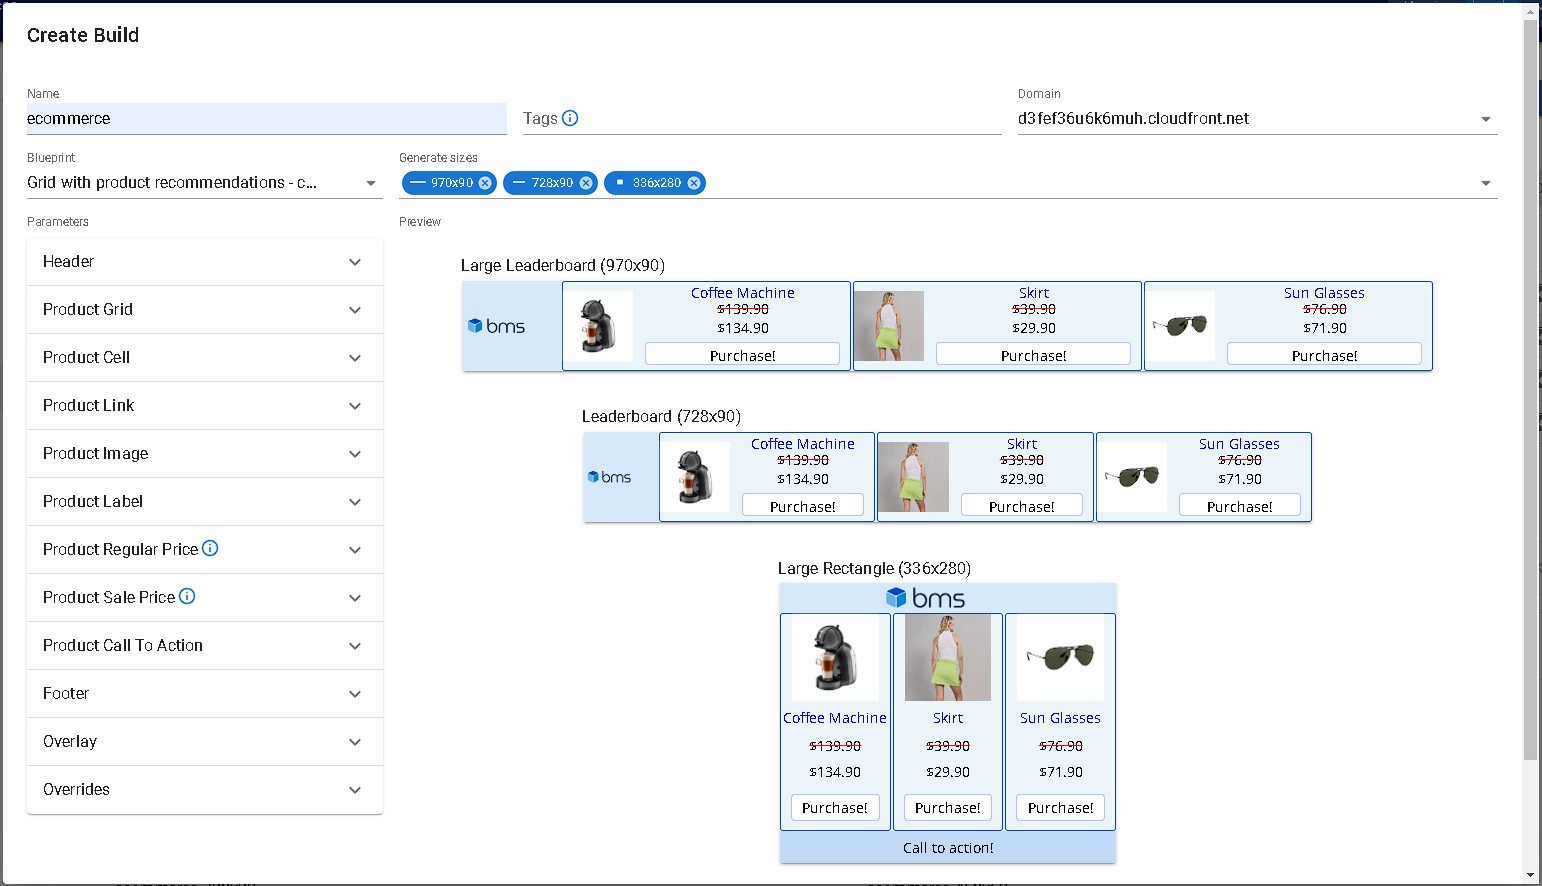 Create Build
Name
ecommerce
Tags
Domain
d3fef36u6k6muh.cloudfront.net
Blueprint
Grid with product recommendations - c...
Generate sizes
970x90
728x90
336x280
Parameters
Header
Product Grid
Product Cell
Product Link
Product Image
Product Label
Product Regular Price
Product Sale Price
Product Call To Action
Footer
Overlay
Overrides
Preview
Large Leaderboard (970x90)
bms
Coffee Machine
$139.90
$134.90
Purchase!
Skirt
$39.90
$29.90
Purchase!
Sun Glasses
$76.90
$71.90
Purchase!
Leaderboard (728x90)
bms
Coffee Machine
$139.90
$134.90
Purchase!
Skirt
$39.90
$29.90
Purchase!
Sun Glasses
$76.90
$71.90
Purchase!
Large Rectangle (336x280)
bms
Coffee Machine
$139.90
$134.90
Purchase!
Skirt
$39.90
$29.90
Purchase!
Sun Glasses
$76.90
$71.90
Purchase!
Call to action!